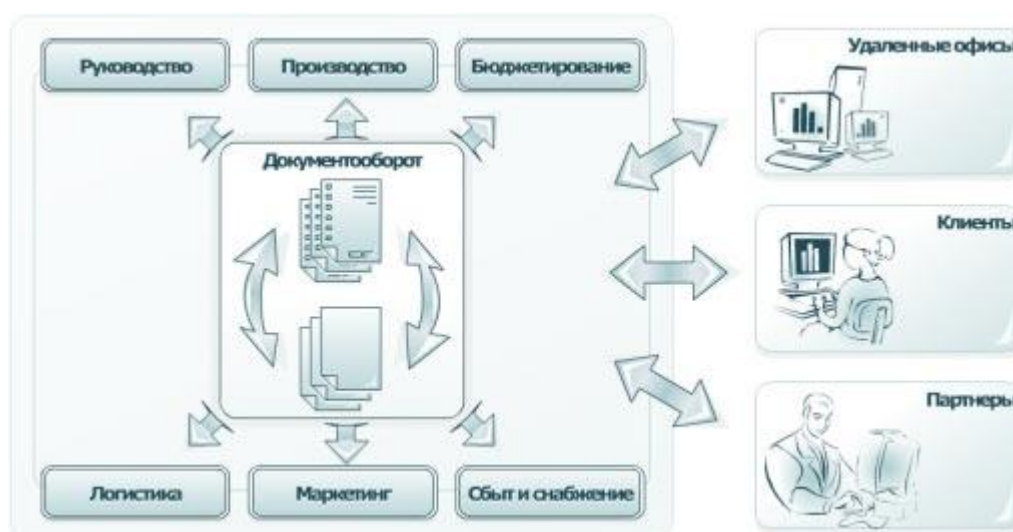 Руководство
Производство
Бюджетирование
Документооборот
Логистика
Маркетинг
Сбыт и снабжение
Удаленные офисы
Клиенты
Партнеры